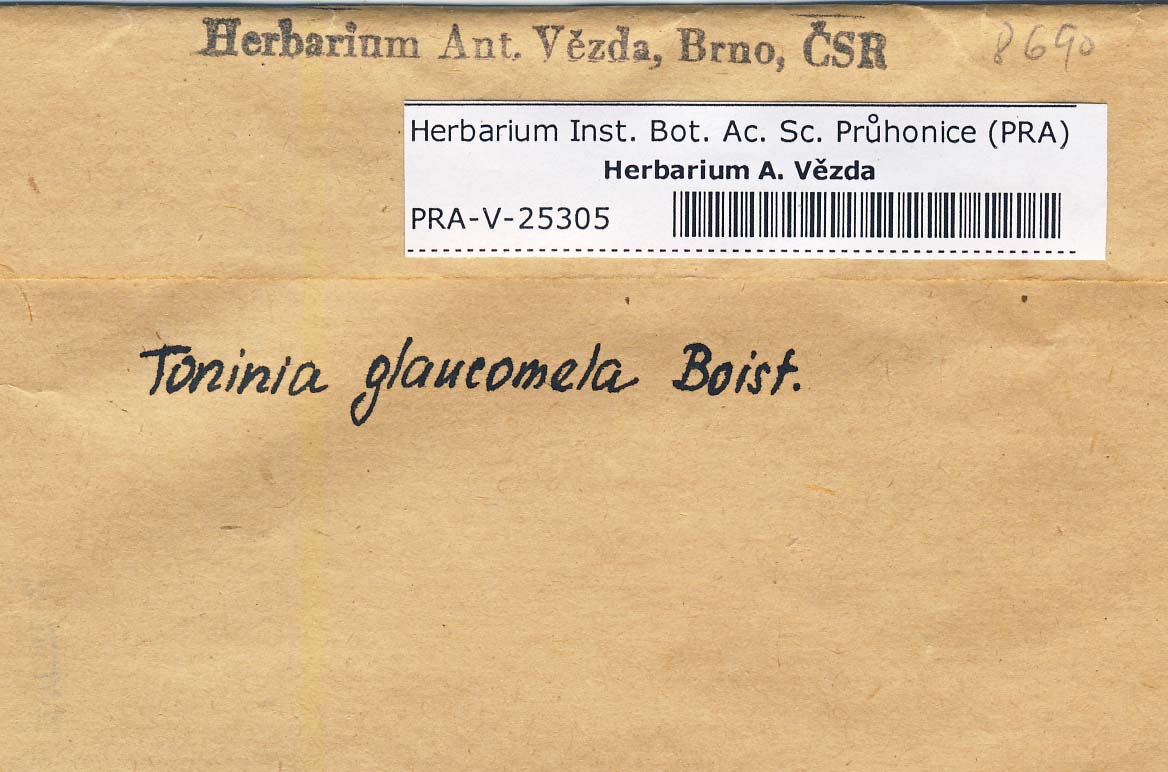 Herbarium Ant. Vězda, Brno, ČSR 8690
Herbarium Inst. Bot. Ac. Sc. Průhonice (PRA)
Herbarium A. Vězda
PRA-V-25305
Toninia glaucomela Boist.